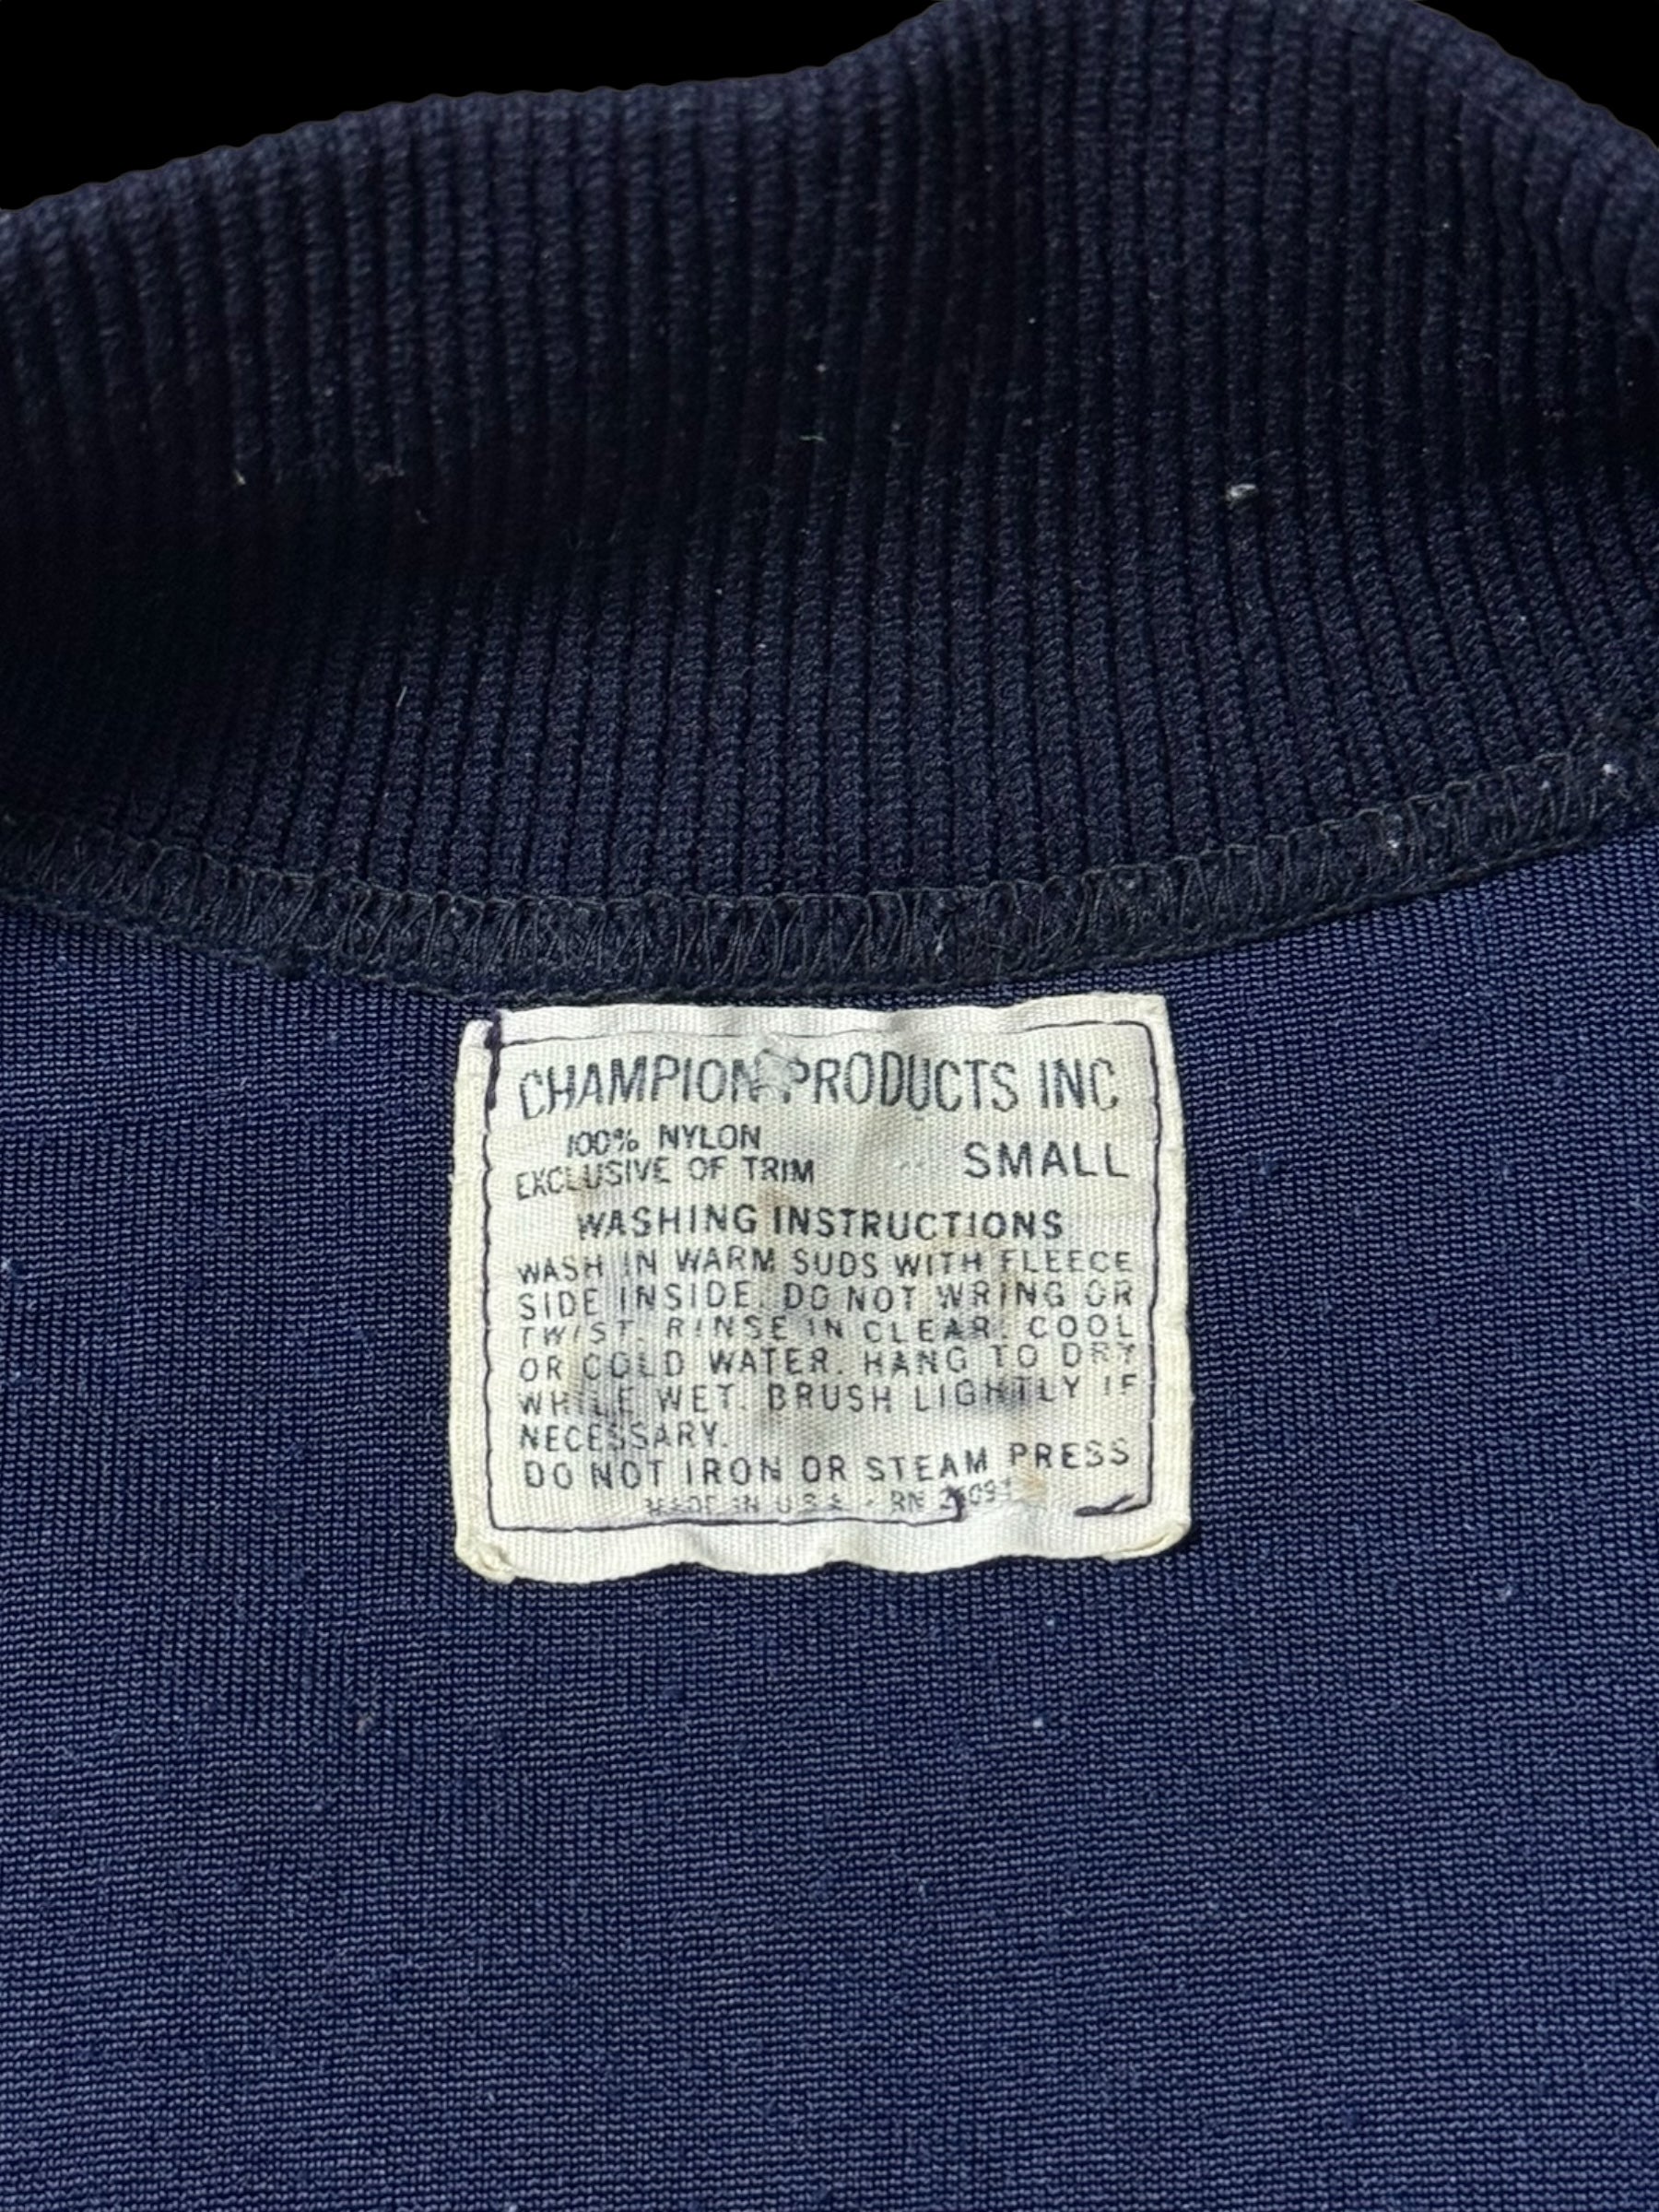 CHAMPION PRODUCTS INC
100% NYLON
EXCLUSIVE OF TRIM
SMALL
WASHING INSTRUCTIONS
WASH IN WARM SUDS WITH FLEECE
SIDE INSIDE. DO NOT WRING OR
TWIST. RINSE IN CLEAR, COOL
OR COLD WATER. HANG TO DRY
WHILE WET. BRUSH LIGHTLY IF
NECESSARY.
DO NOT IRON OR STEAM PRESS
MADE IN U.S.A. - RN